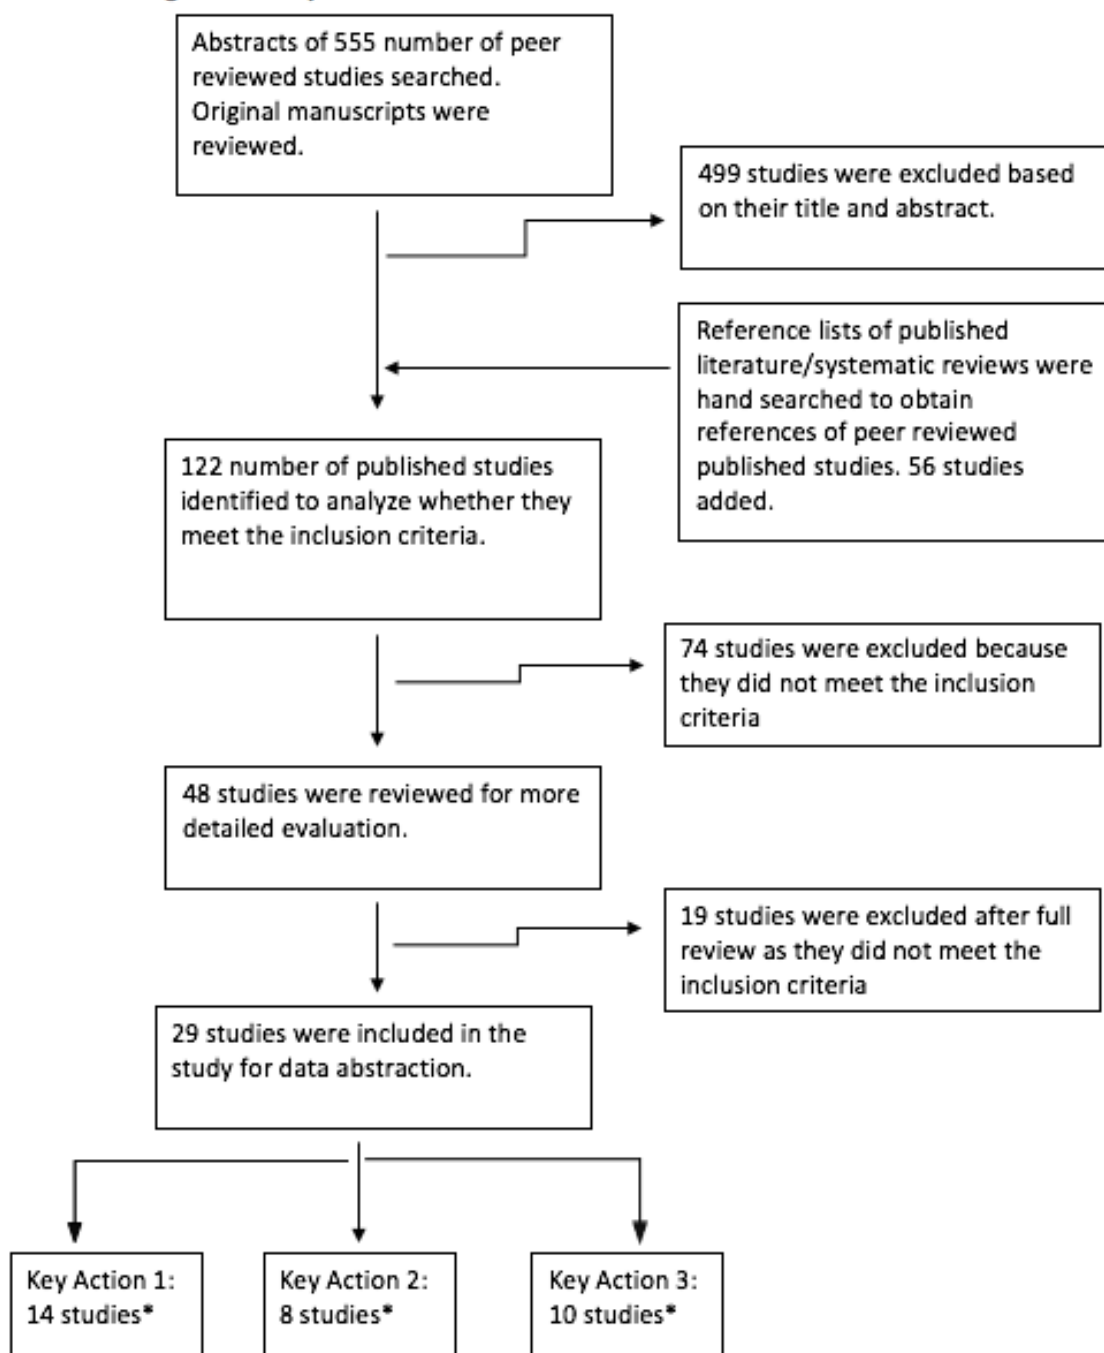 Abstracts of 555 number of peer
reviewed studies searched.
Original manuscripts were
reviewed.
499 studies were excluded based
on their title and abstract.
Reference lists of published
literature/systematic reviews were
hand searched to obtain
references of peer reviewed
published studies. 56 studies
added.
122 number of published studies
identified to analyze whether they
meet the inclusion criteria.
74 studies were excluded because
they did not meet the inclusion
criteria
48 studies were reviewed for more
detailed evaluation.
19 studies were excluded after full
review as they did not meet the
inclusion criteria
29 studies were included in the
study for data abstraction.
Key Action 1:
14 studies*
Key Action 2:
8 studies*
Key Action 3:
10 studies*